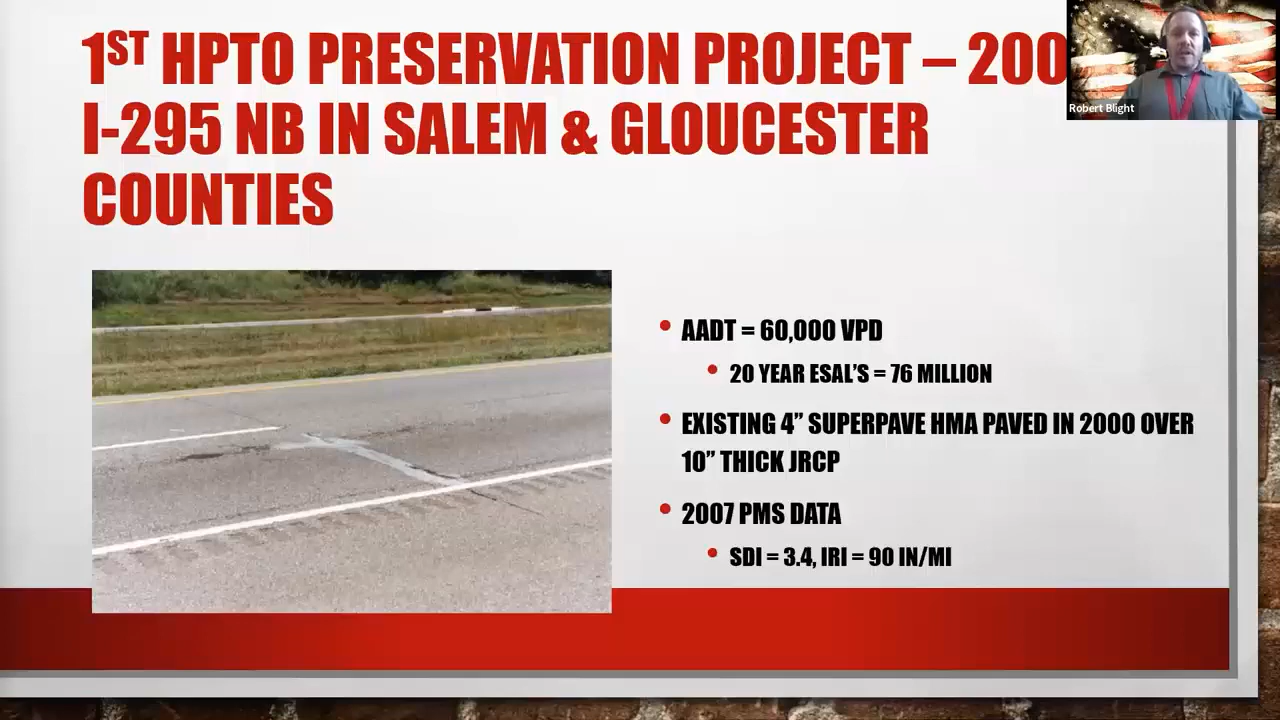 1ST HPTO PRESERVATION PROJECT – 200
I-295 NB IN SALEM & GLOUCESTER
COUNTIES
Robert Blight
• AADT = 60,000 VPD
• 20 YEAR ESAL’S = 76 MILLION
• EXISTING 4” SUPERPAVE HMA PAVED IN 2000 OVER
10” THICK JRCP
• 2007 PMS DATA
• SDI = 3.4, IRI = 90 IN/MI